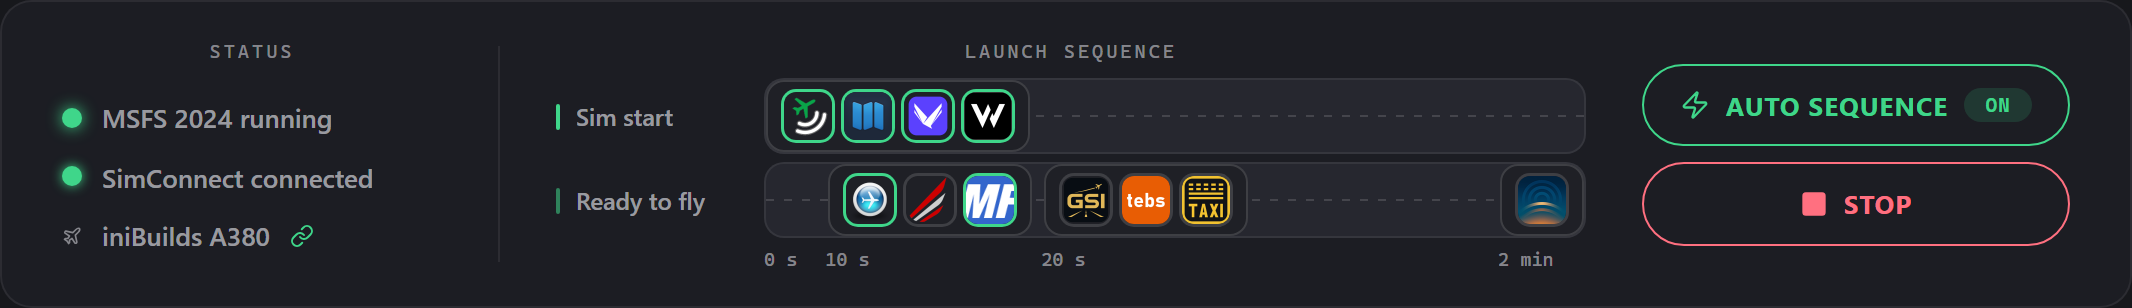 STATUS
MSFS 2024 running
SimConnect connected
iniBuilds A380
LAUNCH SEQUENCE
Sim start
Ready to fly
MF
GSI
tebs
TAXI
0 s
10 s
20 s
2 min
AUTO SEQUENCE ON
STOP